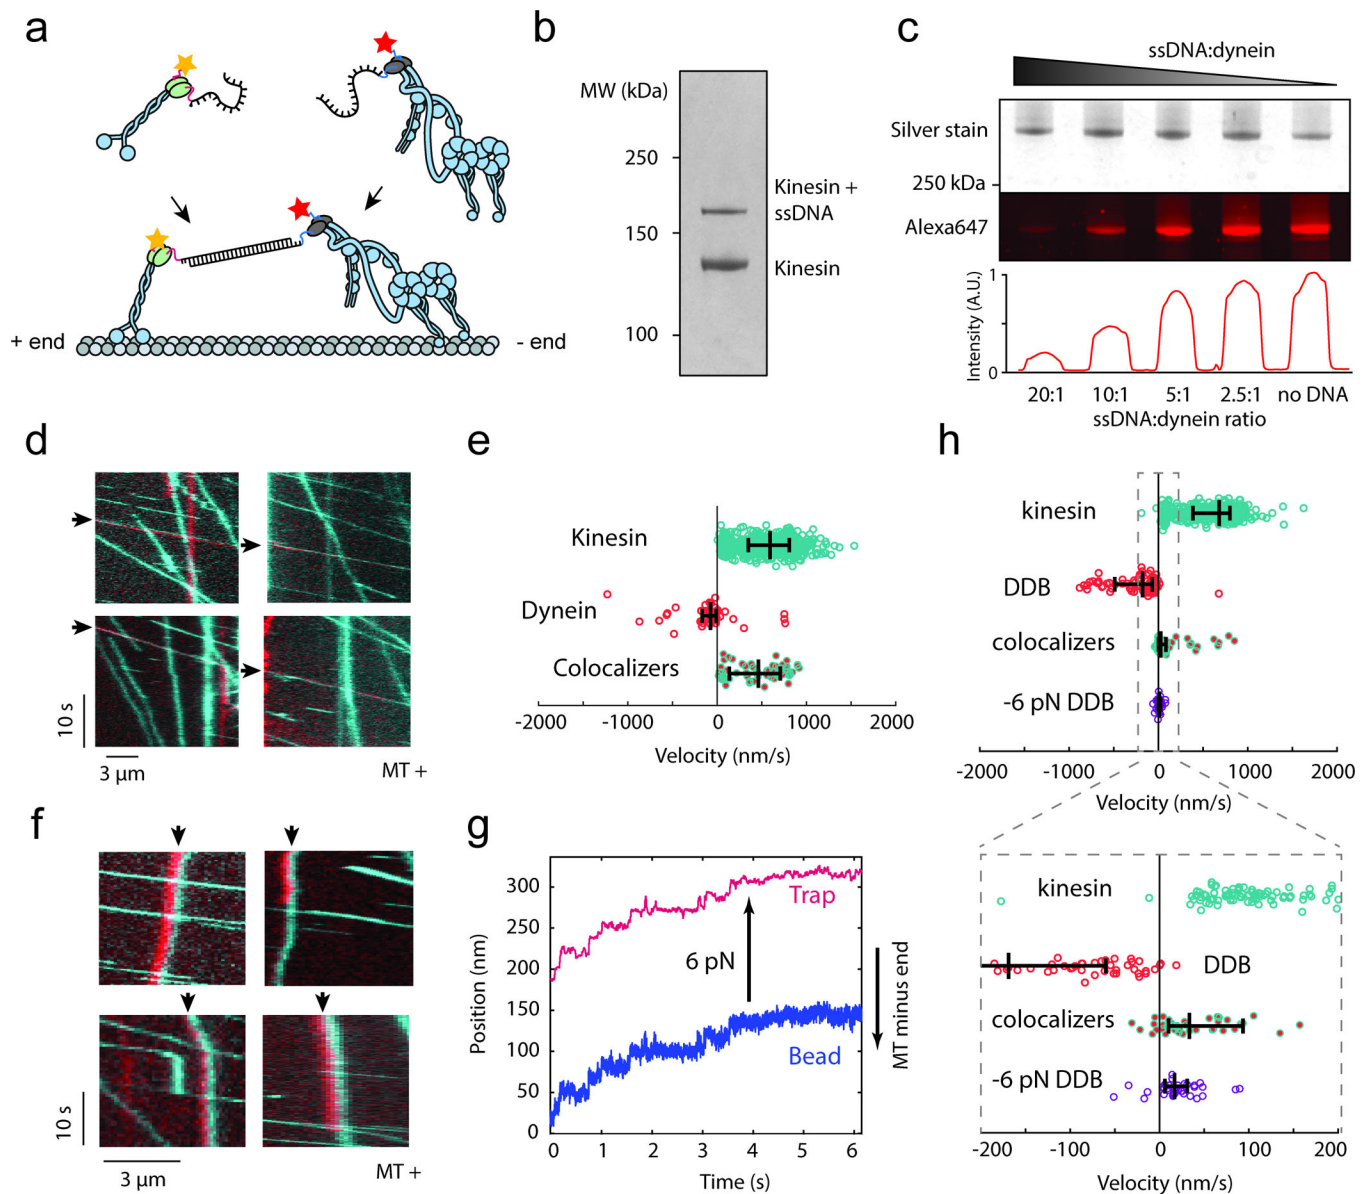 a
+ end
- end
b
MW (kDa)
250
150
100
Kinesin +
ssDNA
Kinesin
c
ssDNA:dynein
Silver stain
250 kDa
Alexa647
Intensity (A.U.)
1
0
20:1 10:1 5:1 2.5:1 no DNA
ssDNA:dynein ratio
d
10 s
3 μm
MT +
e
Kinesin
Dynein
Colocalizers
-2000 -1000 0 1000 2000
Velocity (nm/s)
f
10 s
3 μm
MT +
g
Position (nm)
300
250
200
150
100
50
0
Trap
6 pN
Bead
MT minus end
0 1 2 3 4 5 6
Time (s)
h
kinesin
DDB
colocalizers
-6 pN DDB
-2000 -1000 0 1000 2000
Velocity (nm/s)
kinesin
DDB
colocalizers
-6 pN DDB
-200 -100 0 100 200
Velocity (nm/s)